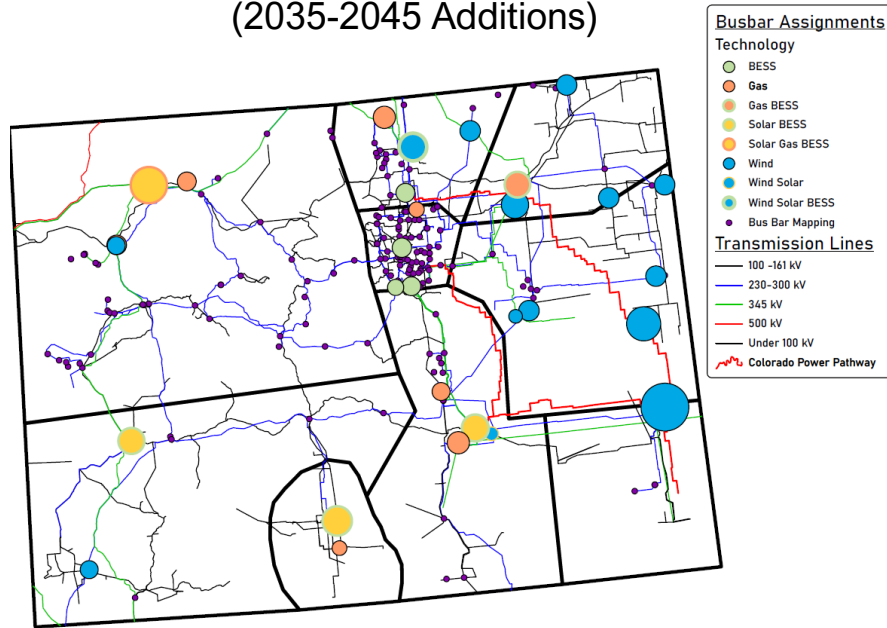 (2035-2045 Additions)
Busbar Assignments
Technology
BESS
Gas
Gas BESS
Solar BESS
Solar Gas BESS
Wind
Wind Solar
Wind Solar BESS
Bus Bar Mapping
Transmission Lines
100 -161 kV
230-300 kV
345 kV
500 kV
Under 100 kV
Colorado Power Pathway